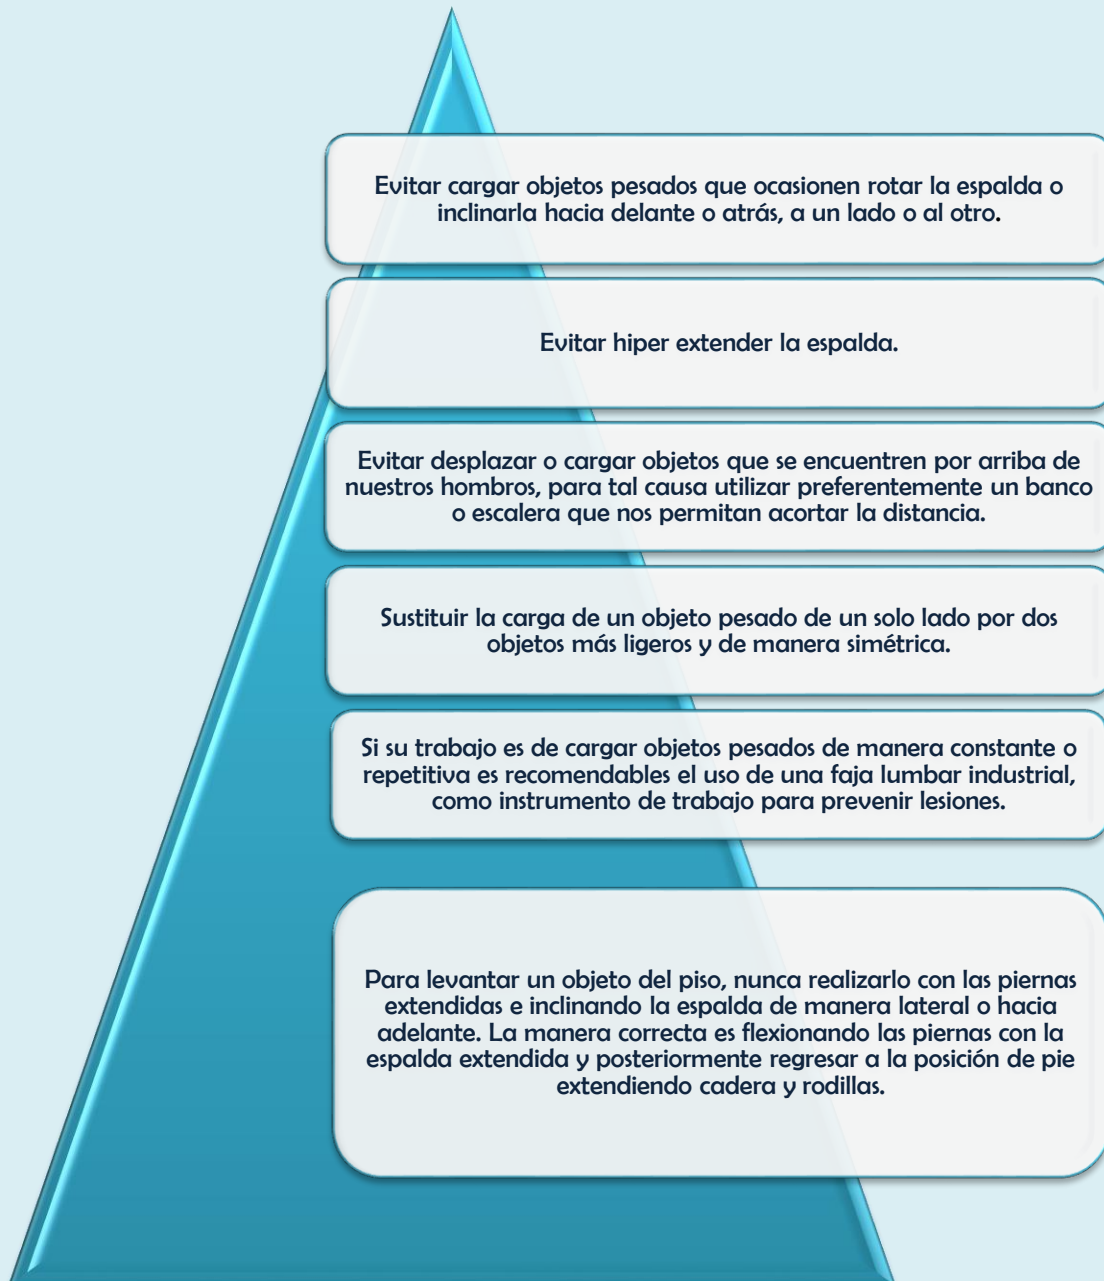 Evitar cargar objetos pesados que ocasionen rotar la espalda o
inclinarla hacia delante o atrás, a un lado o al otro.
Evitar hiper extender la espalda.
Evitar desplazar o cargar objetos que se encuentren por arriba de
nuestros hombros, para tal causa utilizar preferentemente un banco
o escalera que nos permitan acortar la distancia.
Sustituir la carga de un objeto pesado de un solo lado por dos
objetos más ligeros y de manera simétrica.
Si su trabajo es de cargar objetos pesados de manera constante o
repetitiva es recomendables el uso de una faja lumbar industrial,
como instrumento de trabajo para prevenir lesiones.
Para levantar un objeto del piso, nunca realizarlo con las piernas
extendidas e inclinando la espalda de manera lateral o hacia
adelante. La manera correcta es flexionando las piernas con la
espalda extendida y posteriormente regresar a la posición de pie
extendiendo cadera y rodillas.